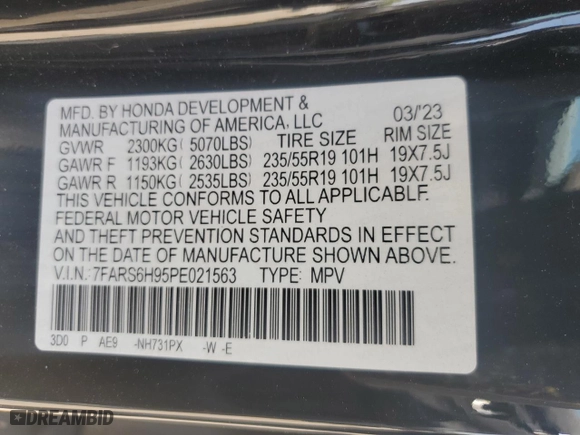 MFD. BY HONDA DEVELOPMENT &
MANUFACTURING OF AMERICA, LLC 03/'23
GVWR 2300KG( 5070LBS) TIRE SIZE RIM SIZE
GAWR F 1193KG( 2630LBS) 235/55R19 101H 19X7.5J
GAWR R 1150KG( 2535LBS) 235/55R19 101H 19X7.5J
THIS VEHICLE CONFORMS TO ALL APPLICABLE
FEDERAL MOTOR VEHICLE SAFETY
AND THEFT PREVENTION STANDARDS IN EFFECT
ON THE DATE OF MANUFACTURE SHOWN ABOVE.
V.I.N.:7FARS6H95PE021563 TYPE: MPV
3D0 P AE9 -NH731PX -W -E
DREAMBID